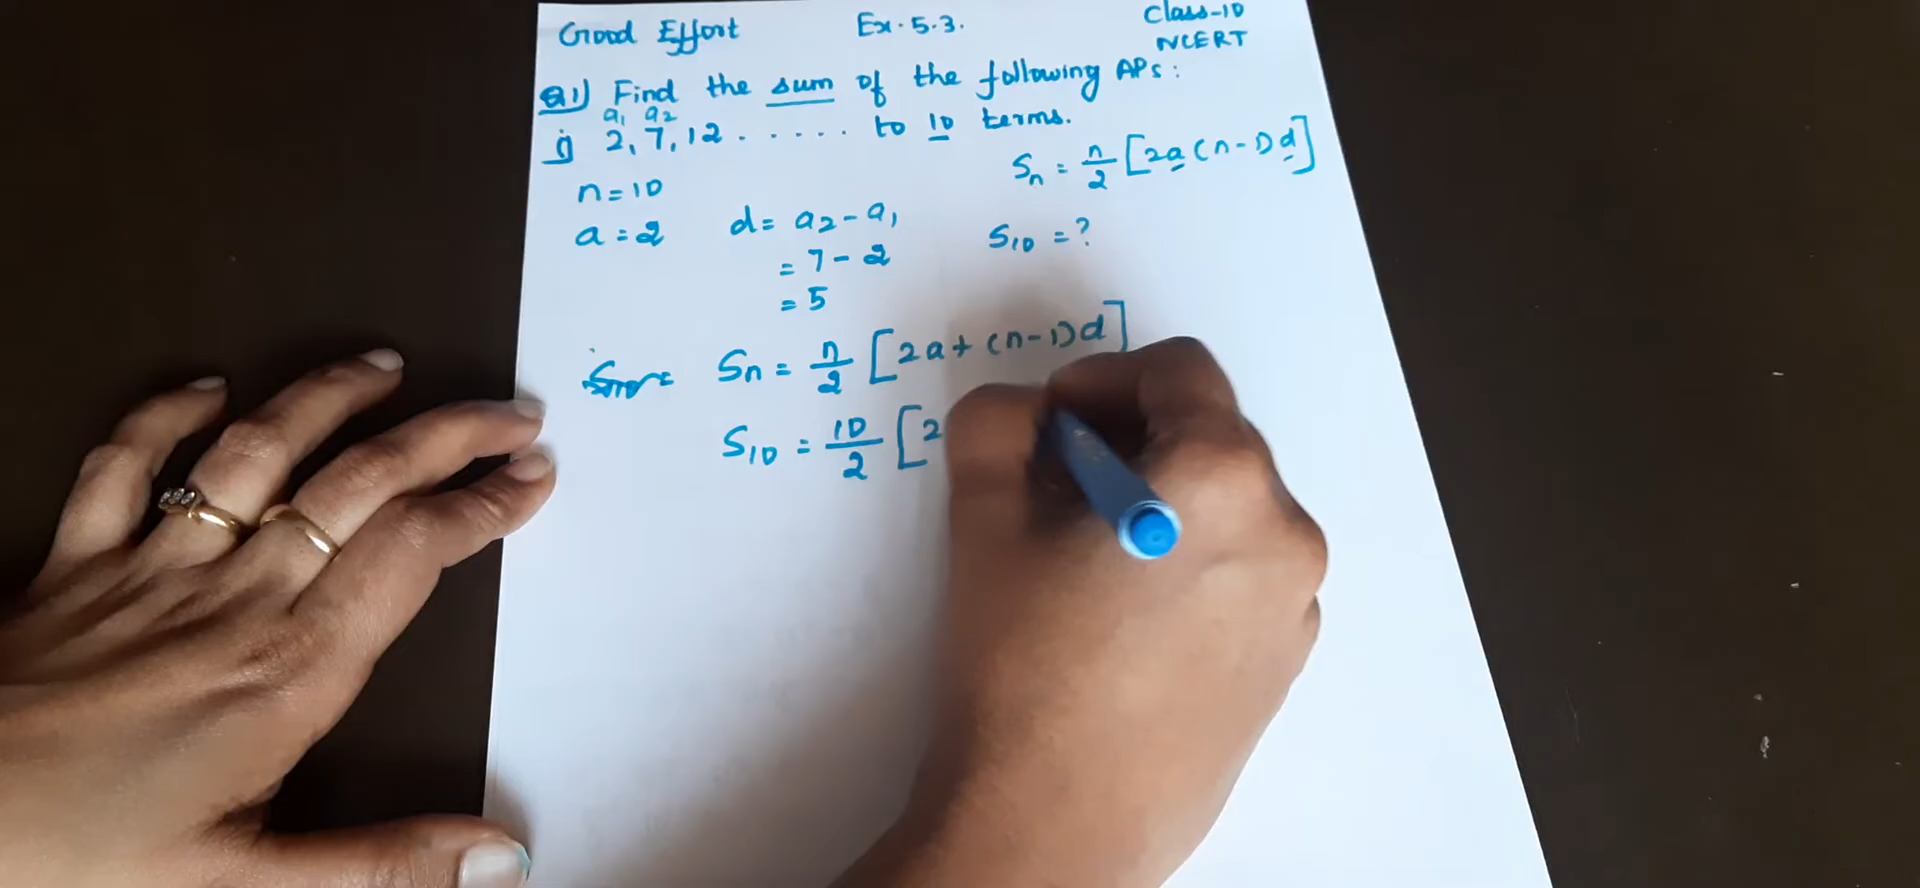 Good Effort Ex. 5.3. Class-10
NCERT
Q1) Find the sum of the following APs:
a₁ a₂
i) 2, 7, 12 . . . . . . to 10 terms.
Sn = n/2 [2a (n-1)d]
n = 10
a = 2 d = a₂ - a₁
S₁₀ = ?
= 7 - 2
= 5
Sn = n/2 [2a + (n-1)d]
S₁₀ = 10/2 [2